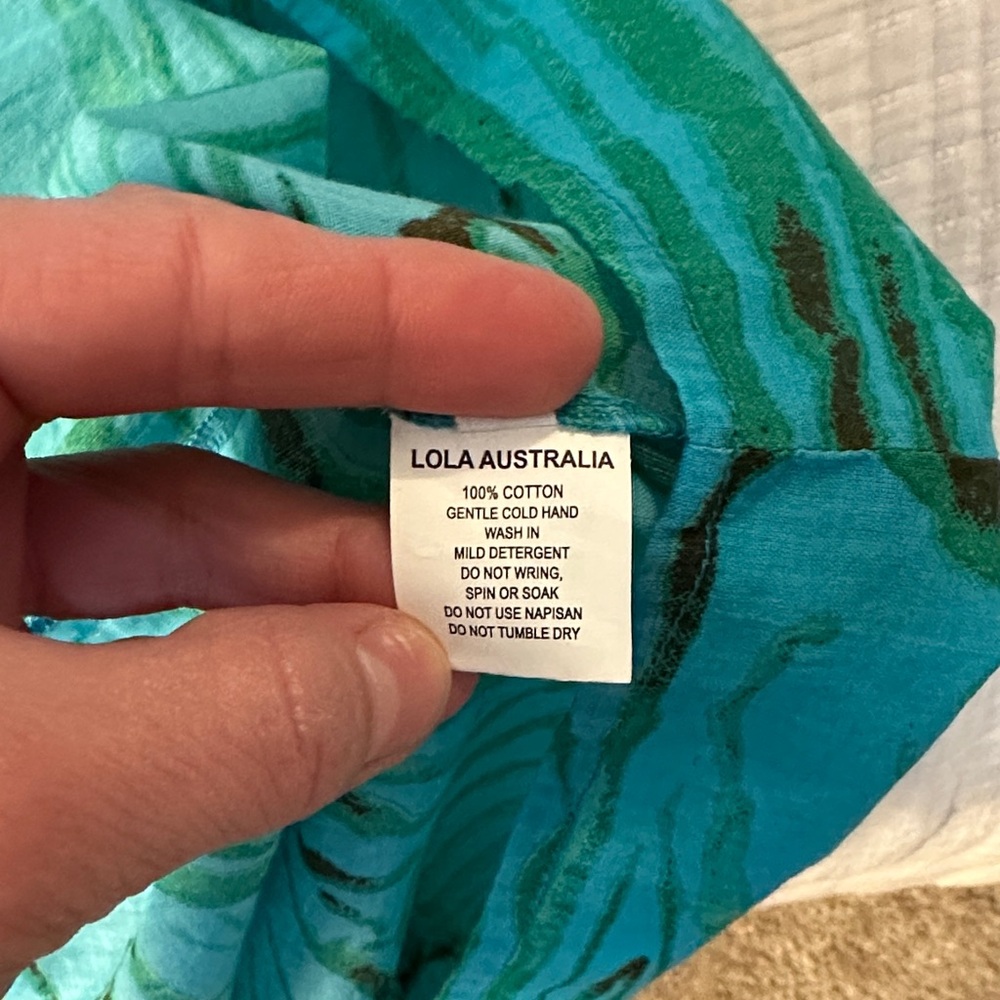 LOLA AUSTRALIA
100% COTTON
GENTLE COLD HAND
WASH IN
MILD DETERGENT
DO NOT WRING,
SPIN OR SOAK
DO NOT USE NAPISAN
DO NOT TUMBLE DRY